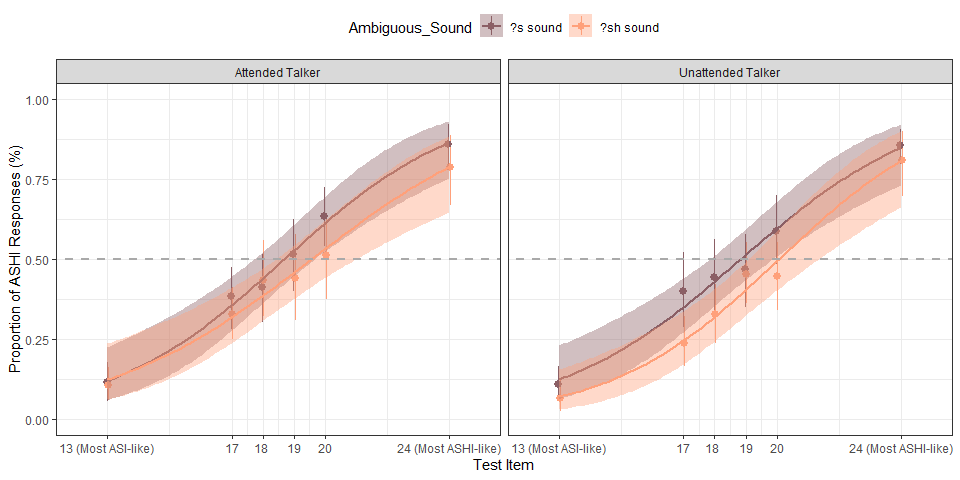 Ambiguous_Sound ?s sound ?sh sound
Attended Talker Unattended Talker
Proportion of ASHI Responses (%)
1.00
0.75
0.50
0.25
0.00
13 (Most ASI-like) 17 18 19 20 24 (Most ASHI-like) 13 (Most ASI-like) 17 18 19 20 24 (Most ASHI-like)
Test Item